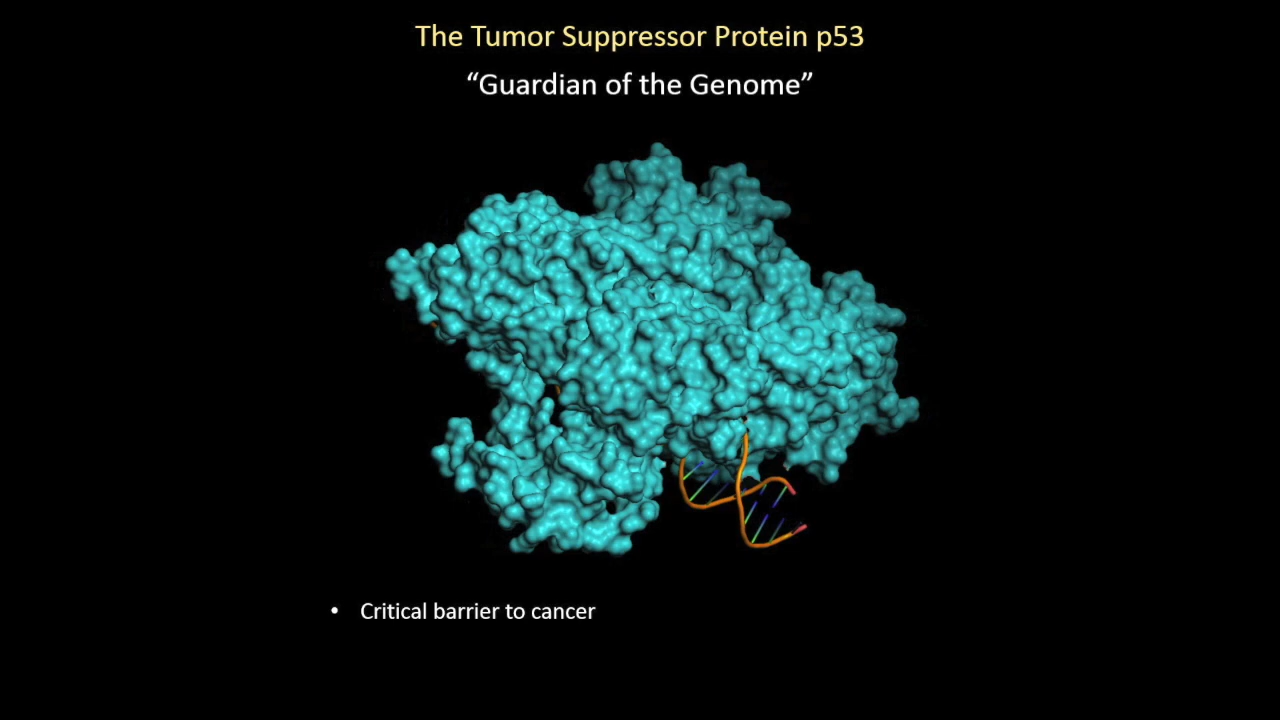 The Tumor Suppressor Protein p53
“Guardian of the Genome”
• Critical barrier to cancer